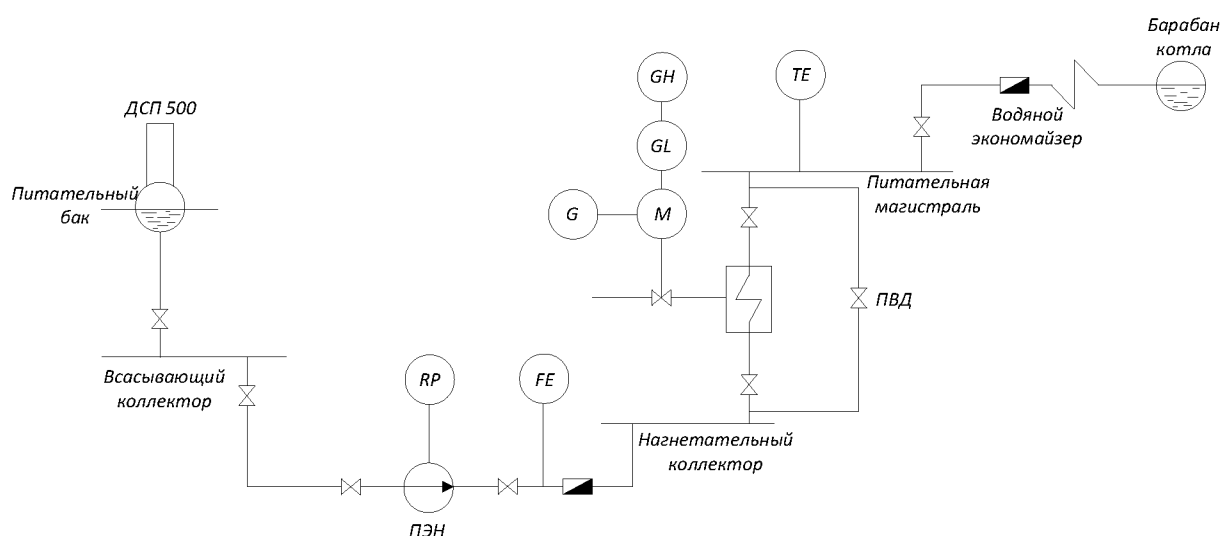 Барабан
котла
GH
TE
ДСП 500
Водяной
экономайзер
GL
Питательный
бак
Питательная
магистраль
G
M
ПВД
Всасывающий
коллектор
RP
FE
Нагнетательный
коллектор
ПЭН